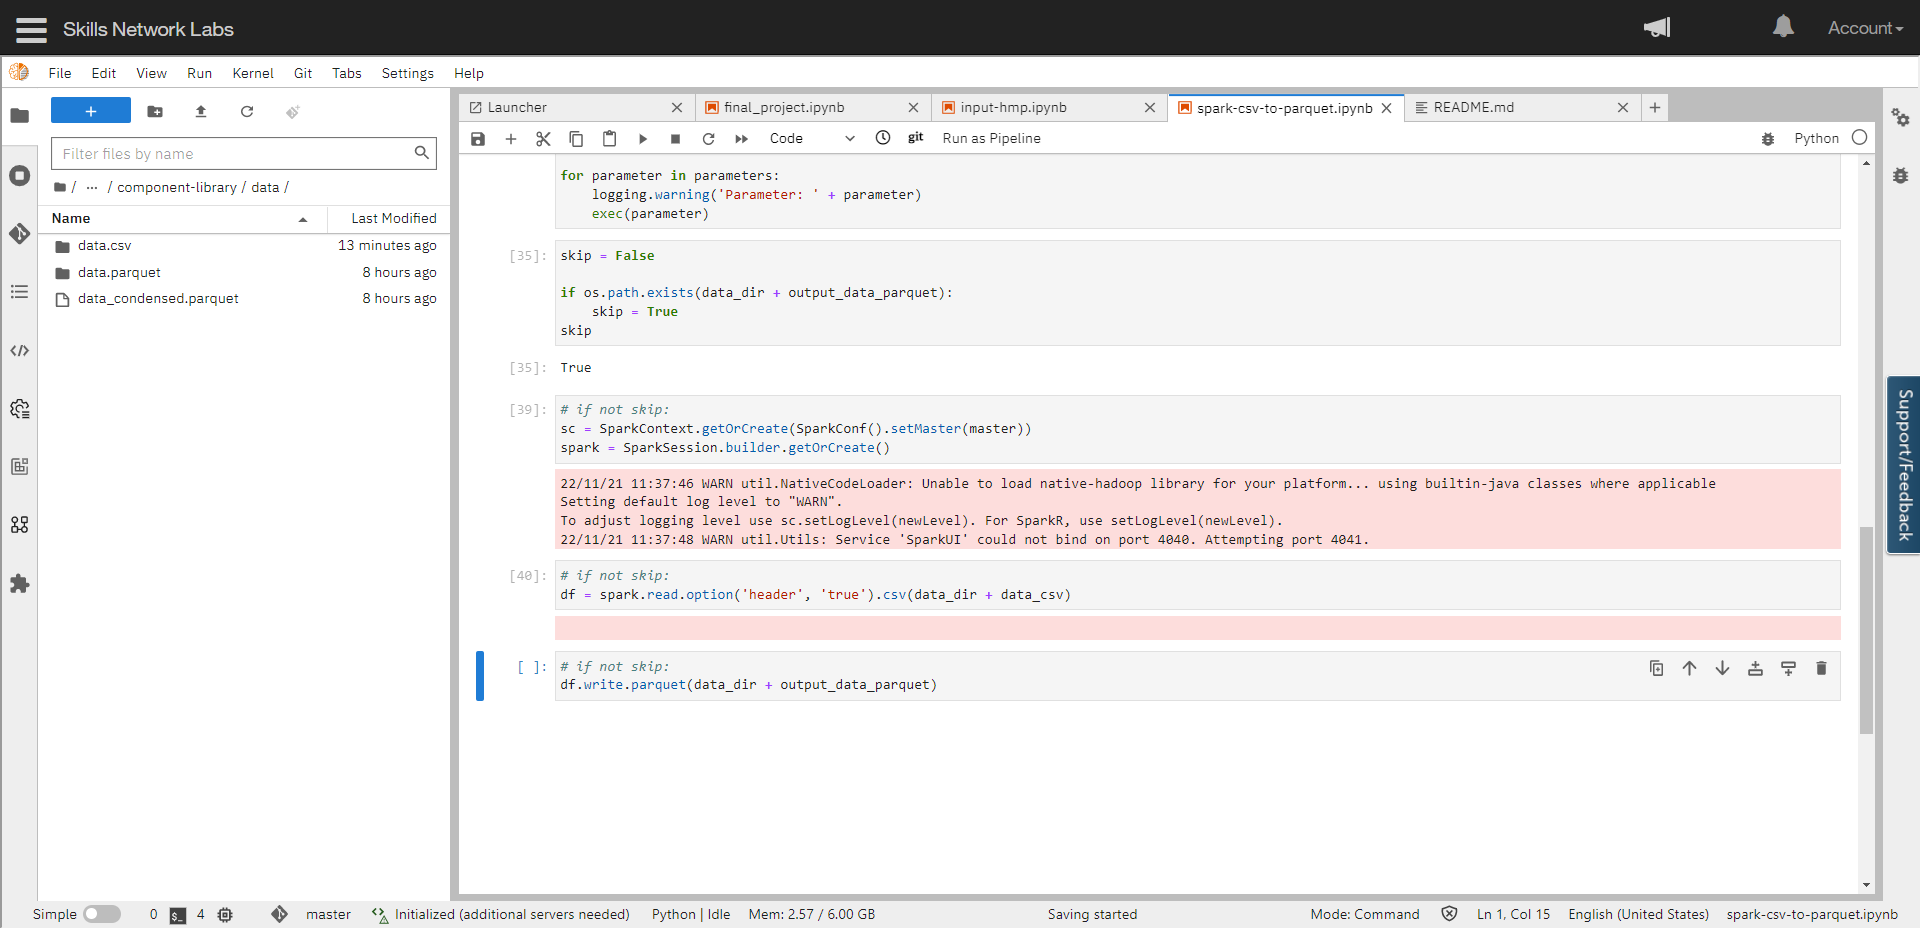 Skills Network Labs
Account
File Edit View Run Kernel Git Tabs Settings Help
+
Filter files by name
/ ... / component-library / data /
Name Last Modified
data.csv 13 minutes ago
data.parquet 8 hours ago
data_condensed.parquet 8 hours ago
Launcher
final_project.ipynb
input-hmp.ipynb
spark-csv-to-parquet.ipynb
README.md
Code git Run as Pipeline Python
for parameter in parameters:
    logging.warning('Parameter: ' + parameter)
    exec(parameter)
[35]: skip = False
if os.path.exists(data_dir + output_data_parquet):
    skip = True
skip
[35]: True
[39]: # if not skip:
sc = SparkContext.getOrCreate(SparkConf().setMaster(master))
spark = SparkSession.builder.getOrCreate()
22/11/21 11:37:46 WARN util.NativeCodeLoader: Unable to load native-hadoop library for your platform... using builtin-java classes where applicable
Setting default log level to "WARN".
To adjust logging level use sc.setLogLevel(newLevel). For SparkR, use setLogLevel(newLevel).
22/11/21 11:37:48 WARN util.Utils: Service 'SparkUI' could not bind on port 4040. Attempting port 4041.
[40]: # if not skip:
df = spark.read.option('header', 'true').csv(data_dir + data_csv)
[ ]: # if not skip:
df.write.parquet(data_dir + output_data_parquet)
Support/Feedback
Simple 0 $_ 4 master Initialized (additional servers needed) Python | Idle Mem: 2.57 / 6.00 GB Saving started Mode: Command Ln 1, Col 15 English (United States) spark-csv-to-parquet.ipynb